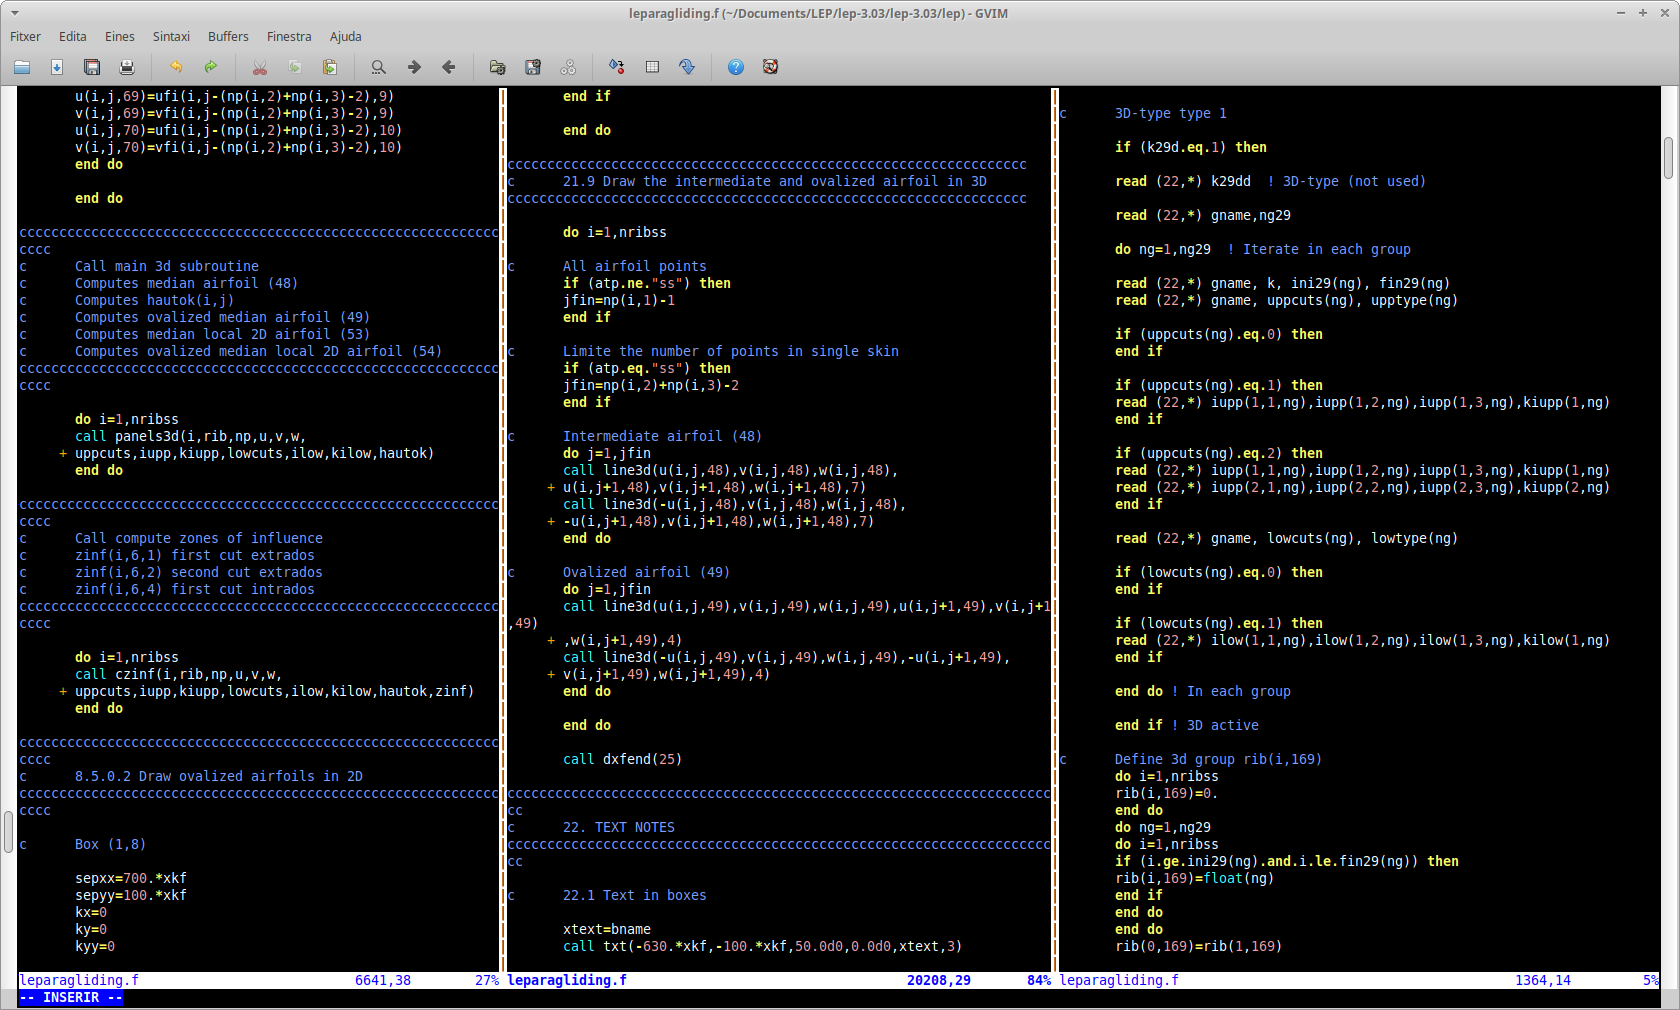 leparagliding.f (~/Documents/LEP/lep-3.03/lep-3.03/lep) - GVIM
Fitxer Edita Eines Sintaxi Buffers Finestra Ajuda
u(i,j,69)=ufi(i,j-(np(i,2)+np(i,3)-2),9)
v(i,j,69)=vfi(i,j-(np(i,2)+np(i,3)-2),9)
u(i,j,70)=ufi(i,j-(np(i,2)+np(i,3)-2),10)
v(i,j,70)=vfi(i,j-(np(i,2)+np(i,3)-2),10)
end do
end do
cccccccccccccccccccccccccccccccccccccccccccccccccccccccccccc
cccc
c Call main 3d subroutine
c Computes median airfoil (48)
c Computes hautok(i,j)
c Computes ovalized median airfoil (49)
c Computes median local 2D airfoil (53)
c Computes ovalized median local 2D airfoil (54)
cccccccccccccccccccccccccccccccccccccccccccccccccccccccccccc
cccc
do i=1,nribss
call panels3d(i,rib,np,u,v,w,
+ uppcuts,iupp,kiupp,lowcuts,ilow,kilow,hautok)
end do
cccccccccccccccccccccccccccccccccccccccccccccccccccccccccccc
cccc
c Call compute zones of influence
c zinf(i,6,1) first cut extrados
c zinf(i,6,2) second cut extrados
c zinf(i,6,4) first cut intrados
cccccccccccccccccccccccccccccccccccccccccccccccccccccccccccc
cccc
do i=1,nribss
call czinf(i,rib,np,u,v,w,
+ uppcuts,iupp,kiupp,lowcuts,ilow,kilow,hautok,zinf)
end do
cccccccccccccccccccccccccccccccccccccccccccccccccccccccccccc
cccc
c 8.5.0.2 Draw ovalized airfoils in 2D
cccccccccccccccccccccccccccccccccccccccccccccccccccccccccccc
cccc
c Box (1,8)
sepxx=700.*xkf
sepyy=100.*xkf
kx=0
ky=0
kyy=0
leparagliding.f 6641,38 27%
end if
end do
ccccccccccccccccccccccccccccccccccccccccccccccccccccccccccccccccc
c 21.9 Draw the intermediate and ovalized airfoil in 3D
ccccccccccccccccccccccccccccccccccccccccccccccccccccccccccccccccc
do i=1,nribss
c All airfoil points
if (atp.ne."ss") then
jfin=np(i,1)-1
end if
c Limite the number of points in single skin
if (atp.eq."ss") then
jfin=np(i,2)+np(i,3)-2
end if
c Intermediate airfoil (48)
do j=1,jfin
call line3d(u(i,j,48),v(i,j,48),w(i,j,48),
+ u(i,j+1,48),v(i,j+1,48),w(i,j+1,48),7)
call line3d(-u(i,j,48),v(i,j,48),w(i,j,48),
+ -u(i,j+1,48),v(i,j+1,48),w(i,j+1,48),7)
end do
c Ovalized airfoil (49)
do j=1,jfin
call line3d(u(i,j,49),v(i,j,49),w(i,j,49),u(i,j+1,49),v(i,j+1
,49)
+ ,w(i,j+1,49),4)
call line3d(-u(i,j,49),v(i,j,49),w(i,j,49),-u(i,j+1,49),
+ v(i,j+1,49),w(i,j+1,49),4)
end do
end do
call dxfend(25)
cccccccccccccccccccccccccccccccccccccccccccccccccccccccccccccccccccc
cc
c 22. TEXT NOTES
cccccccccccccccccccccccccccccccccccccccccccccccccccccccccccccccccccc
cc
c 22.1 Text in boxes
xtext=bname
call txt(-630.*xkf,-100.*xkf,50.0d0,0.0d0,xtext,3)
leparagliding.f 20208,29 84%
c 3D-type type 1
if (k29d.eq.1) then
read (22,*) k29dd ! 3D-type (not used)
read (22,*) gname,ng29
do ng=1,ng29 ! Iterate in each group
read (22,*) gname, k, ini29(ng), fin29(ng)
read (22,*) gname, uppcuts(ng), upptype(ng)
if (uppcuts(ng).eq.0) then
end if
if (uppcuts(ng).eq.1) then
read (22,*) iupp(1,1,ng),iupp(1,2,ng),iupp(1,3,ng),kiupp(1,ng)
end if
if (uppcuts(ng).eq.2) then
read (22,*) iupp(1,1,ng),iupp(1,2,ng),iupp(1,3,ng),kiupp(1,ng)
read (22,*) iupp(2,1,ng),iupp(2,2,ng),iupp(2,3,ng),kiupp(2,ng)
end if
read (22,*) gname, lowcuts(ng), lowtype(ng)
if (lowcuts(ng).eq.0) then
end if
if (lowcuts(ng).eq.1) then
read (22,*) ilow(1,1,ng),ilow(1,2,ng),ilow(1,3,ng),kilow(1,ng)
end if
end do ! In each group
end if ! 3D active
c Define 3d group rib(i,169)
do i=1,nribss
rib(i,169)=0.
end do
do ng=1,ng29
do i=1,nribss
if (i.ge.ini29(ng).and.i.le.fin29(ng)) then
rib(i,169)=float(ng)
end if
end do
end do
rib(0,169)=rib(1,169)
leparagliding.f 1364,14 5%
-- INSERIR --